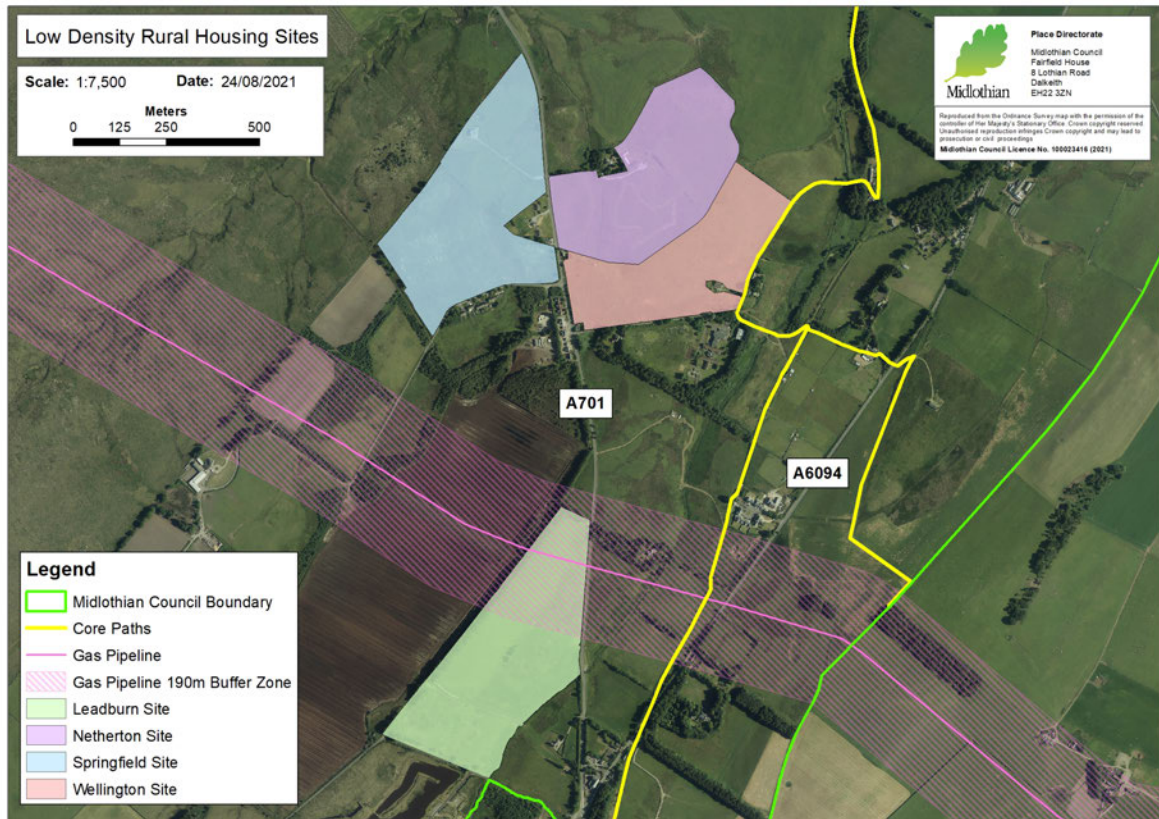 Low Density Rural Housing Sites
Scale: 1:7,500 Date: 24/08/2021
Meters
0 125 250 500
Midlothian
Place Directorate
Midlothian Council
Fairfield House
8 Lothian Road
Dalkeith
EH22 3ZN
Reproduced from the Ordnance Survey map with the permission of the
controller of Her Majesty's Stationary Office. Crown copyright reserved.
Unauthorised reproduction infringes Crown copyright and may lead to
prosecution or civil proceedings
Midlothian Council Licence No. 100023416 (2021)
A701
A6094
Legend
Midlothian Council Boundary
Core Paths
Gas Pipeline
Gas Pipeline 190m Buffer Zone
Leadburn Site
Netherton Site
Springfield Site
Wellington Site